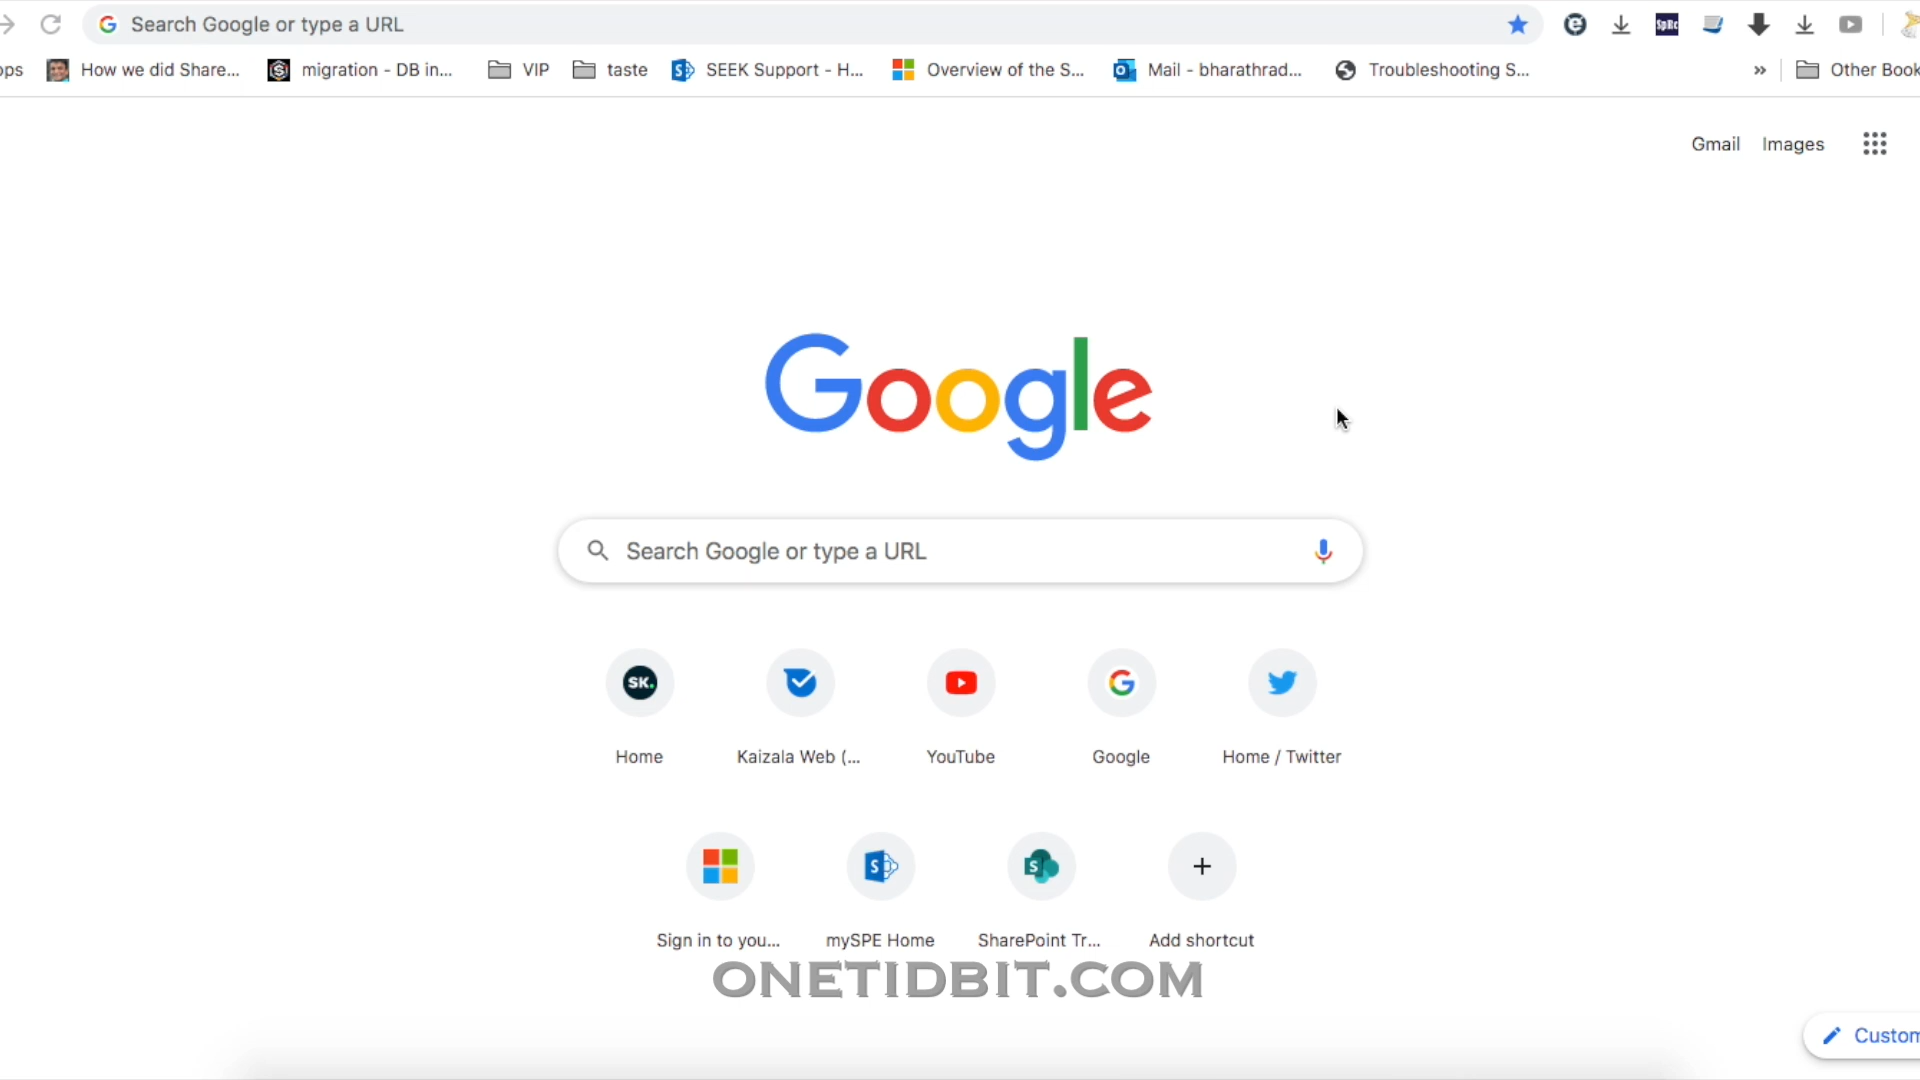 Search Google or type a URL
SpRc
ops How we did Share... migration - DB in... VIP taste SEEK Support - H... Overview of the S... Mail - bharathrad... Troubleshooting S... » Other Book
Gmail Images
Google
Search Google or type a URL
SK.
Home Kaizala Web (... YouTube Google Home / Twitter
Sign in to you... mySPE Home SharePoint Tr... Add shortcut
ONETIDBIT.COM
Custom